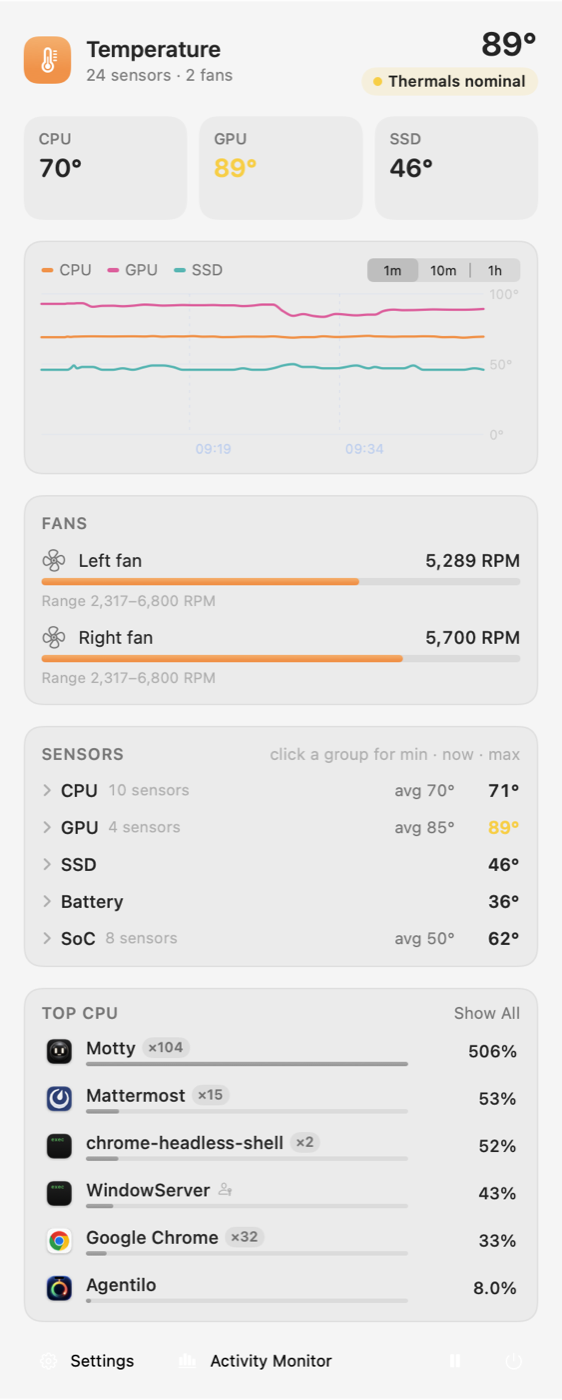 Temperature
24 sensors · 2 fans
89°
Thermals nominal
CPU
70°
GPU
89°
SSD
46°
CPU GPU SSD
1m 10m 1h
100°
50°
0°
09:19 09:34
FANS
Left fan 5,289 RPM
Range 2,317–6,800 RPM
Right fan 5,700 RPM
Range 2,317–6,800 RPM
SENSORS click a group for min · now · max
CPU 10 sensors avg 70° 71°
GPU 4 sensors avg 85° 89°
SSD 46°
Battery 36°
SoC 8 sensors avg 50° 62°
TOP CPU Show All
Motty ×104 506%
Mattermost ×15 53%
chrome-headless-shell ×2 52%
WindowServer 43%
Google Chrome ×32 33%
Agentilo 8.0%
Settings Activity Monitor